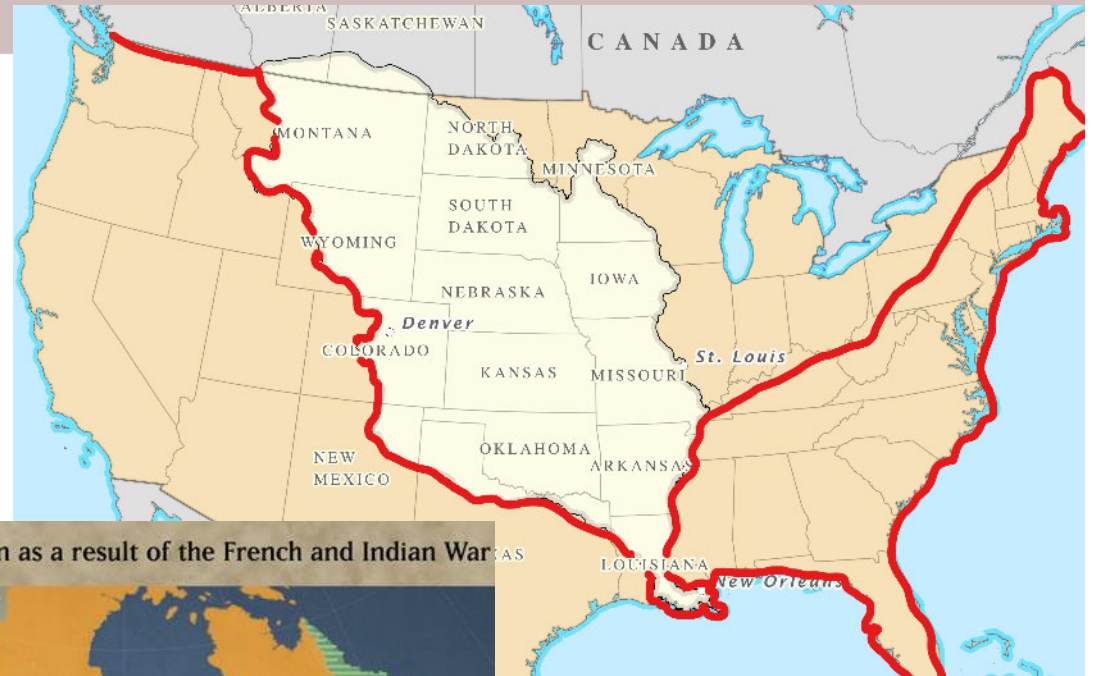 ALBERTA
SASKATCHEWAN
CANADA
MONTANA
NORTH
DAKOTA
MINNESOTA
SOUTH
DAKOTA
WYOMING
IOWA
NEBRASKA
Denver
COLORADO
St. Louis
KANSAS
MISSOURI
OKLAHOMA
NEW
MEXICO
ARKANSAS
as a result of the French and Indian War
LOUISIANA
New Orleans